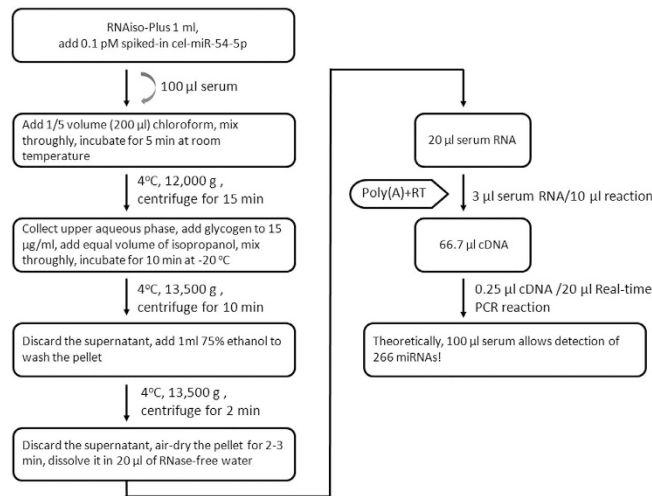 RNAiso-Plus 1 ml,
add 0.1 pM spiked-in cel-miR-54-5p
100 µl serum
Add 1/5 volume (200 µl) chloroform, mix
throughly, incubate for 5 min at room
temperature
4⁰C, 12,000 g ,
centrifuge for 15 min
Collect upper aqueous phase, add glycogen to 15
µg/ml, add equal volume of isopropanol, mix
throughly, incubate for 10 min at -20 ⁰C
4⁰C, 13,500 g ,
centrifuge for 10 min
Discard the supernatant, add 1ml 75% ethanol to
wash the pellet
4⁰C, 13,500 g ,
centrifuge for 2 min
Discard the supernatant, air-dry the pellet for 2-3
min, dissolve it in 20 µl of RNase-free water
20 µl serum RNA
Poly(A)+RT
3 µl serum RNA/10 µl reaction
66.7 µl cDNA
0.25 µl cDNA /20 µl Real-time
PCR reaction
Theoretically, 100 µl serum allows detection of
266 miRNAs!